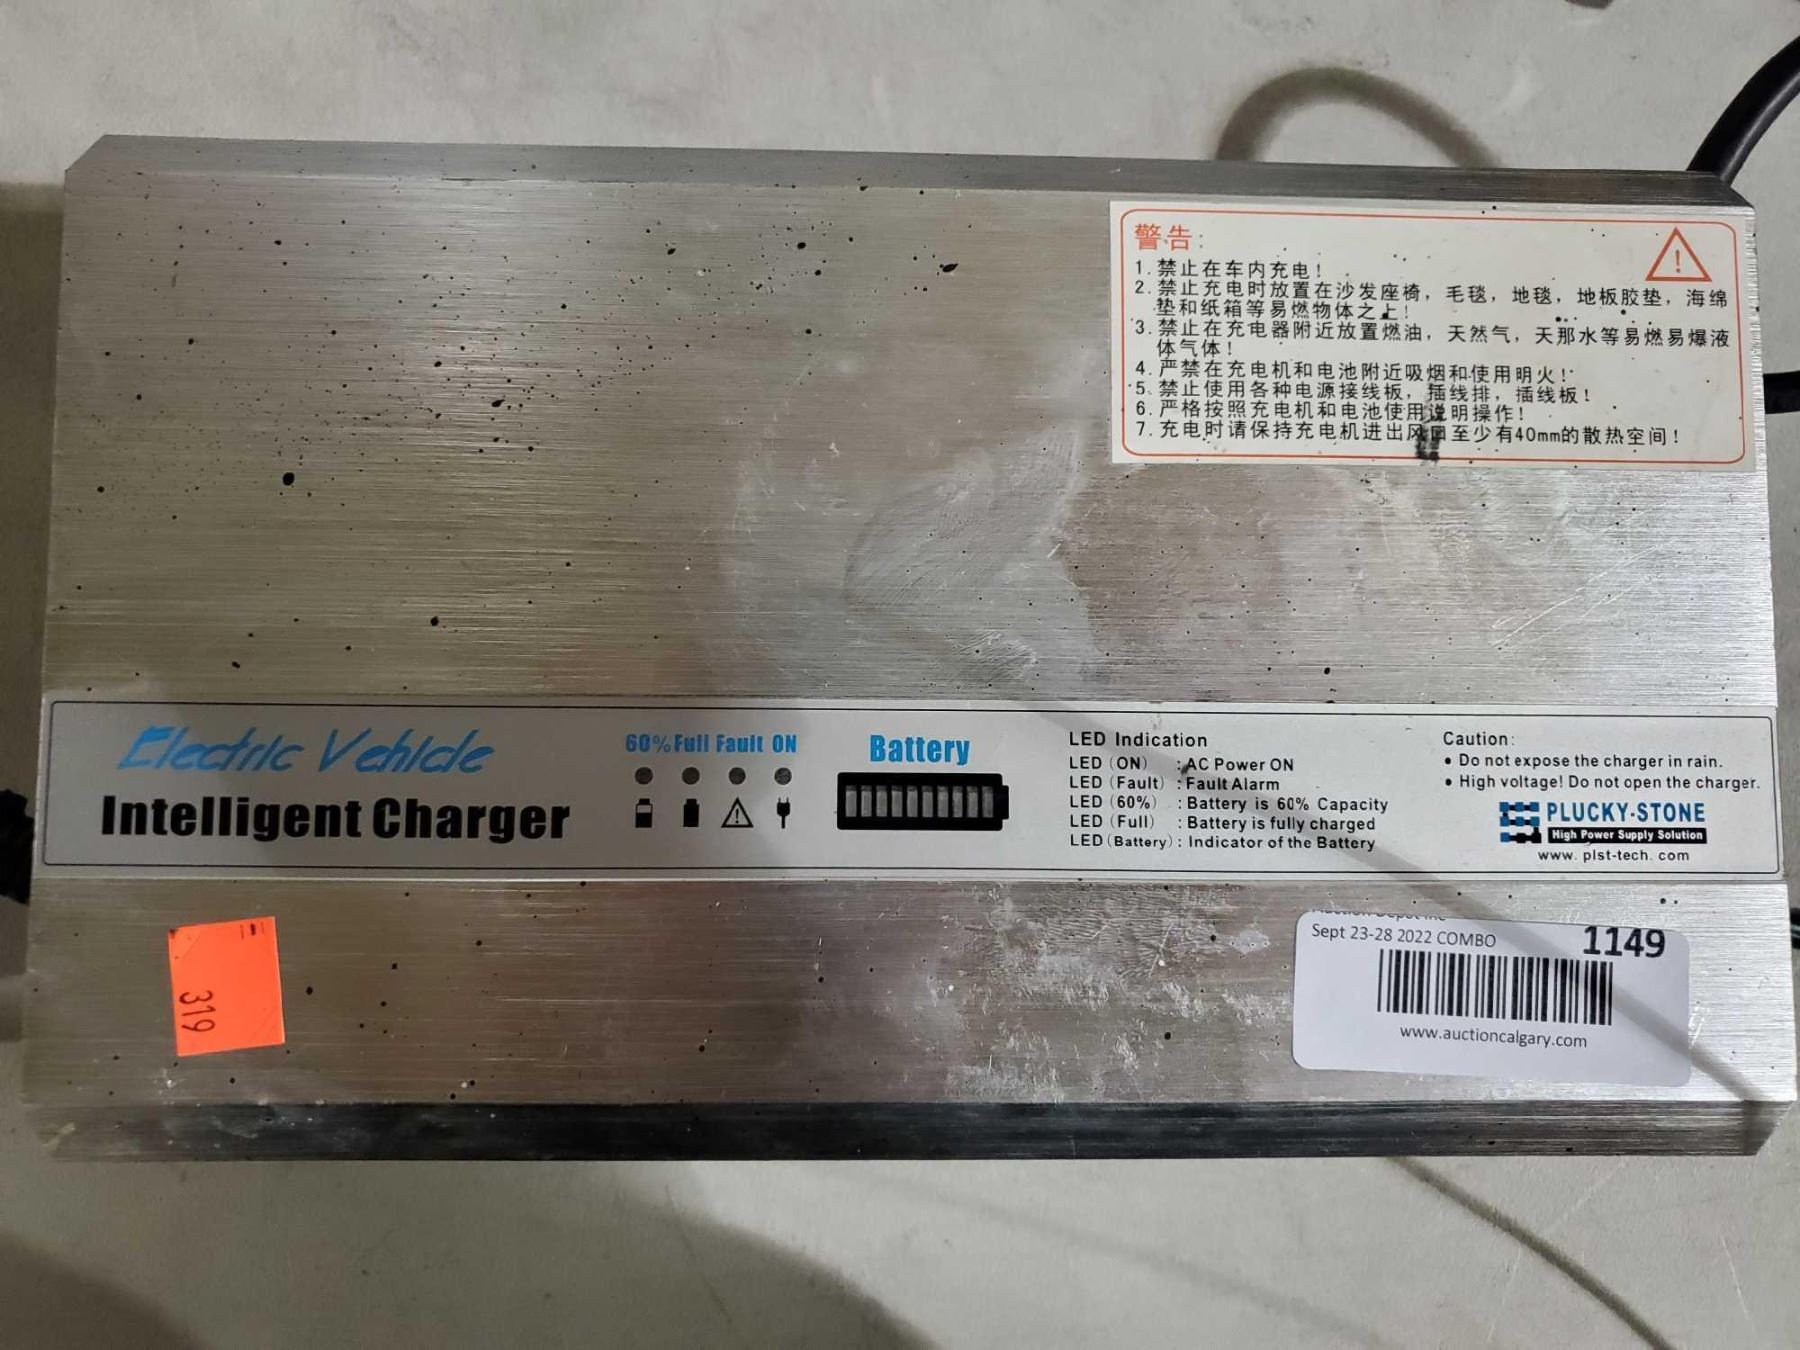 警告:
1. 禁止在车内充电!
2. 禁止充电时放置在沙发座椅，毛毯，地毯，地板胶垫，海绵
垫和纸箱等易燃物体之上!
3. 禁止在充电器附近放置燃油，天然气，天那水等易燃易爆液
体气体!
4. 严禁在充电机和电池附近吸烟和使用明火!
5. 禁止使用各种电源接线板，插线排，插线板!
6. 严格按照充电机和电池使用说明操作!
7. 充电时请保持充电机进出风口至少有40mm的散热空间!
Electric Vehicle
Intelligent Charger
60% Full Fault ON
Battery
LED Indication
LED (ON) : AC Power ON
LED (Fault) : Fault Alarm
LED (60%) : Battery is 60% Capacity
LED (Full) : Battery is fully charged
LED (Battery) : Indicator of the Battery
Caution:
• Do not expose the charger in rain.
• High voltage! Do not open the charger.
PLUCKY-STONE
High Power Supply Solution
www. plst-tech. com
319
Sept 23-28 2022 COMBO
1149
www.auctioncalgary.com